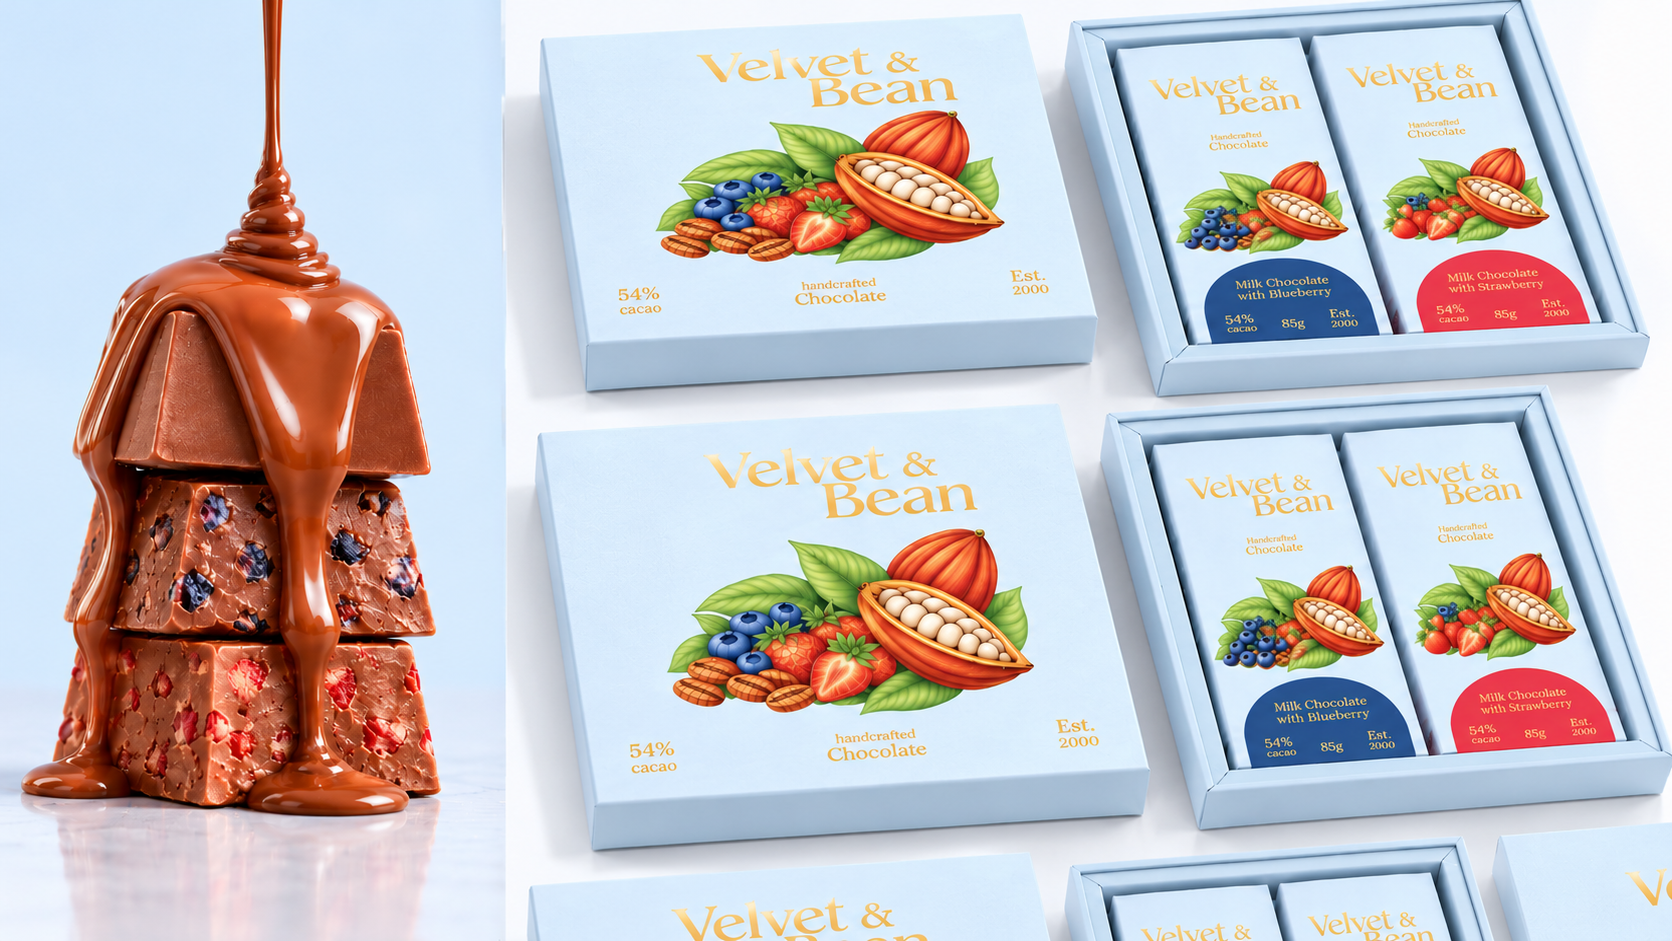 Velvet &
Bean
54%
cacao
handcrafted
Chocolate
Est.
2000
Velvet &
Bean
Handcrafted
Chocolate
Milk Chocolate
with Blueberry
54%
cacao
85g
Est.
2000
Velvet &
Bean
Handcrafted
Chocolate
Milk Chocolate
with Strawberry
54%
cacao
85g
Est.
2000
Velvet &
Bean
54%
cacao
handcrafted
Chocolate
Est.
2000
Velvet &
Bean
Handcrafted
Chocolate
Milk Chocolate
with Blueberry
54%
cacao
85g
Est.
2000
Velvet &
Bean
Handcrafted
Chocolate
Milk Chocolate
with Strawberry
54%
cacao
85g
Est.
2000
Velvet &
Bean
Velvet &
Bean
Velvet &
Bean